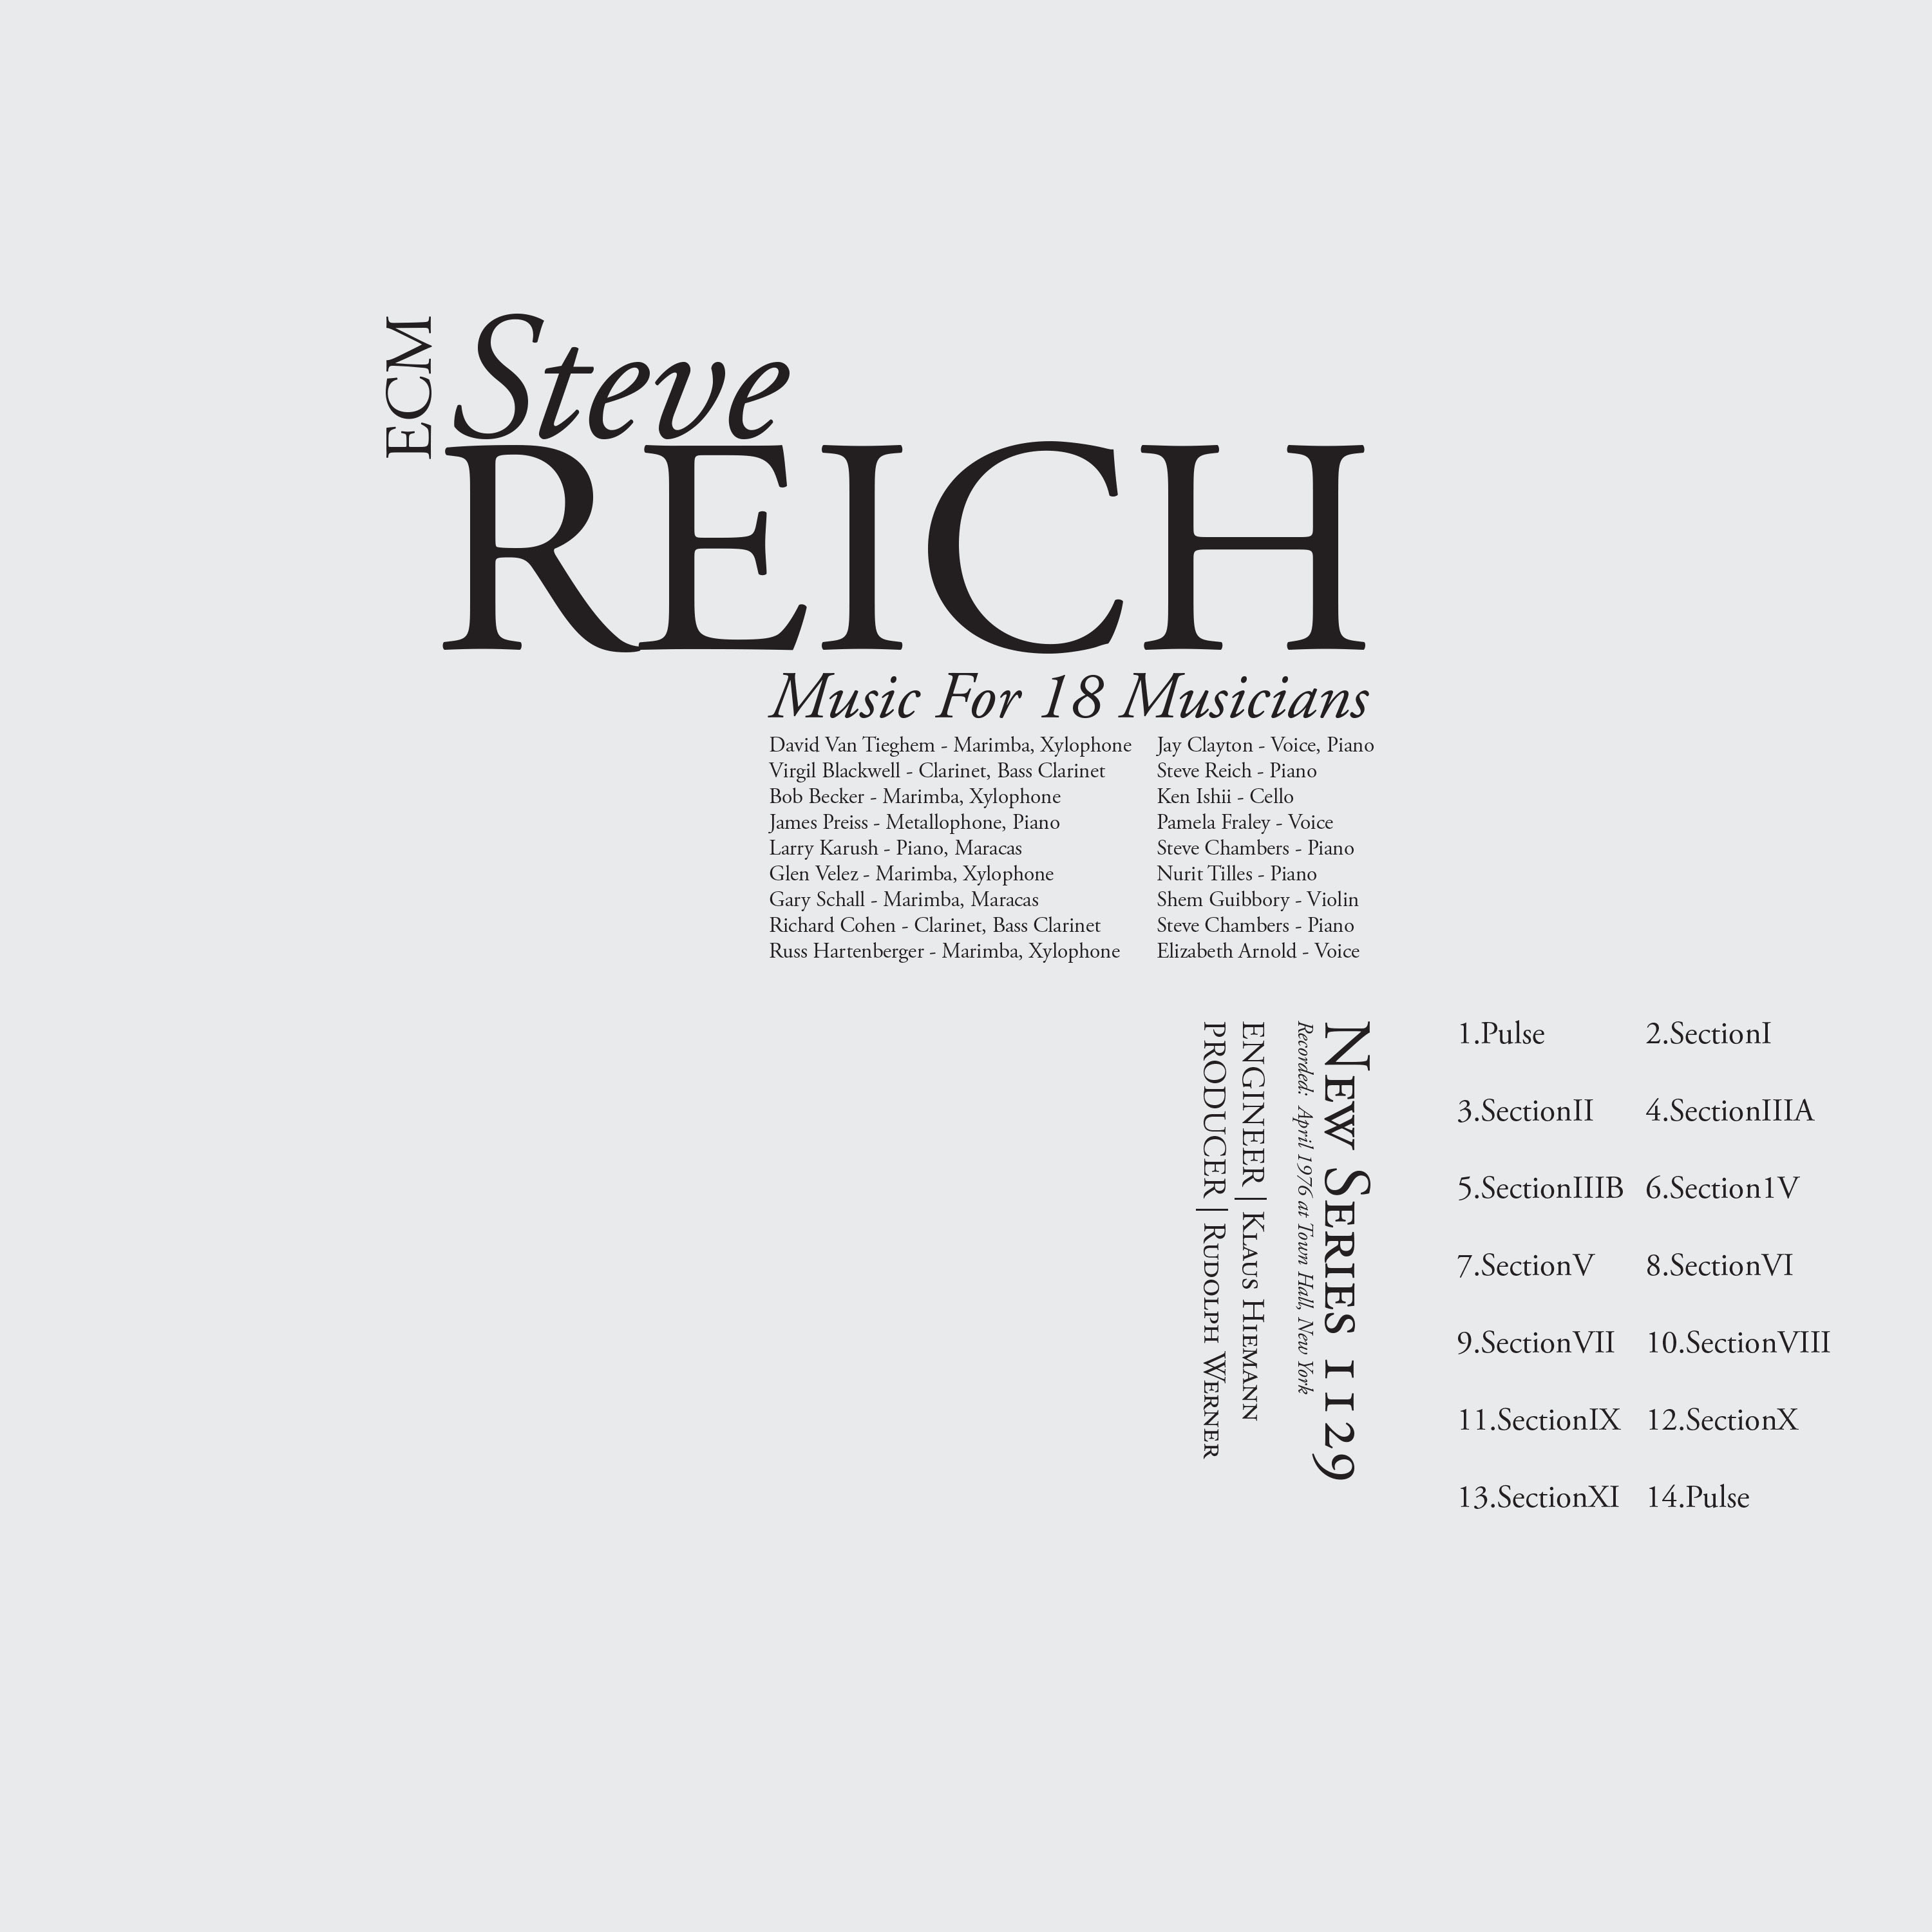 ECM
Steve
REICH
Music For 18 Musicians
David Van Tieghem - Marimba, Xylophone
Virgil Blackwell - Clarinet, Bass Clarinet
Bob Becker - Marimba, Xylophone
James Preiss - Metallophone, Piano
Larry Karush - Piano, Maracas
Glen Velez - Marimba, Xylophone
Gary Schall - Marimba, Maracas
Richard Cohen - Clarinet, Bass Clarinet
Russ Hartenberger - Marimba, Xylophone
Jay Clayton - Voice, Piano
Steve Reich - Piano
Ken Ishii - Cello
Pamela Fraley - Voice
Steve Chambers - Piano
Nurit Tilles - Piano
Shem Guibbory - Violin
Steve Chambers - Piano
Elizabeth Arnold - Voice
New Series 1129
Recorded: April 1976 at Town Hall, New York
ENGINEER | Klaus Hiemann
PRODUCER | Rudolph Werner
1.Pulse
2.SectionI
3.SectionII
4.SectionIIIA
5.SectionIIIB
6.Section1V
7.SectionV
8.SectionVI
9.SectionVII
10.SectionVIII
11.SectionIX
12.SectionX
13.SectionXI
14.Pulse